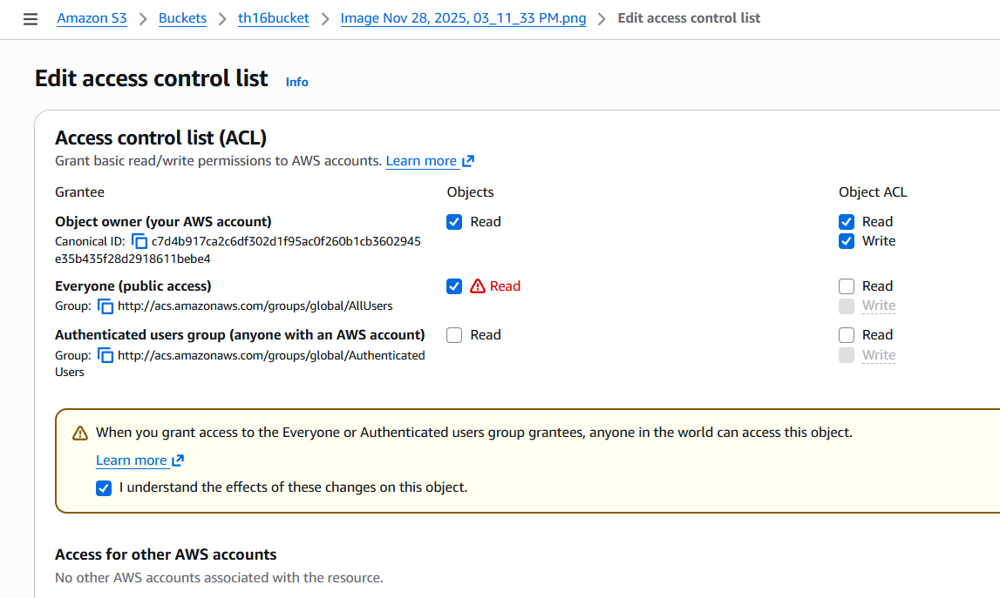 Amazon S3 > Buckets > th16bucket > Image Nov 28, 2025, 03_11_33 PM.png > Edit access control list
Edit access control list Info
Access control list (ACL)
Grant basic read/write permissions to AWS accounts. Learn more
Grantee Objects Object ACL
Object owner (your AWS account) Read Read
Canonical ID: c7d4b917ca2c6df302d1f95ac0f260b1cb3602945 Write
e35b435f28d2918611bebe4
Everyone (public access) Read Read
Group: http://acs.amazonaws.com/groups/global/AllUsers Write
Authenticated users group (anyone with an AWS account) Read Read
Group: http://acs.amazonaws.com/groups/global/Authenticated Write
Users
When you grant access to the Everyone or Authenticated users group grantees, anyone in the world can access this object.
Learn more
I understand the effects of these changes on this object.
Access for other AWS accounts
No other AWS accounts associated with the resource.